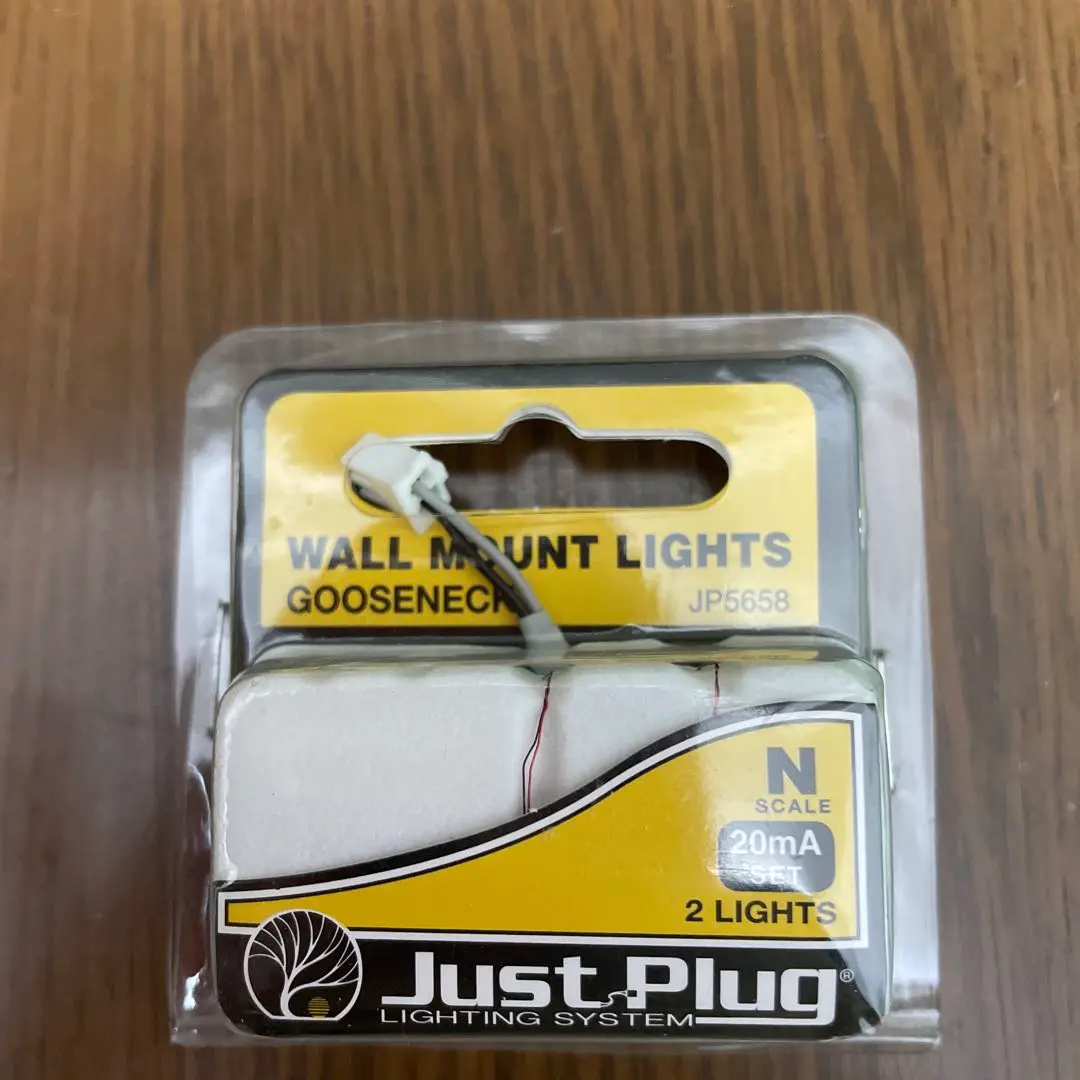 WALL MOUNT LIGHTS
GOOSENECK JP5658
N
SCALE
20mA
SET
2 LIGHTS
Just Plug®
LIGHTING SYSTEM